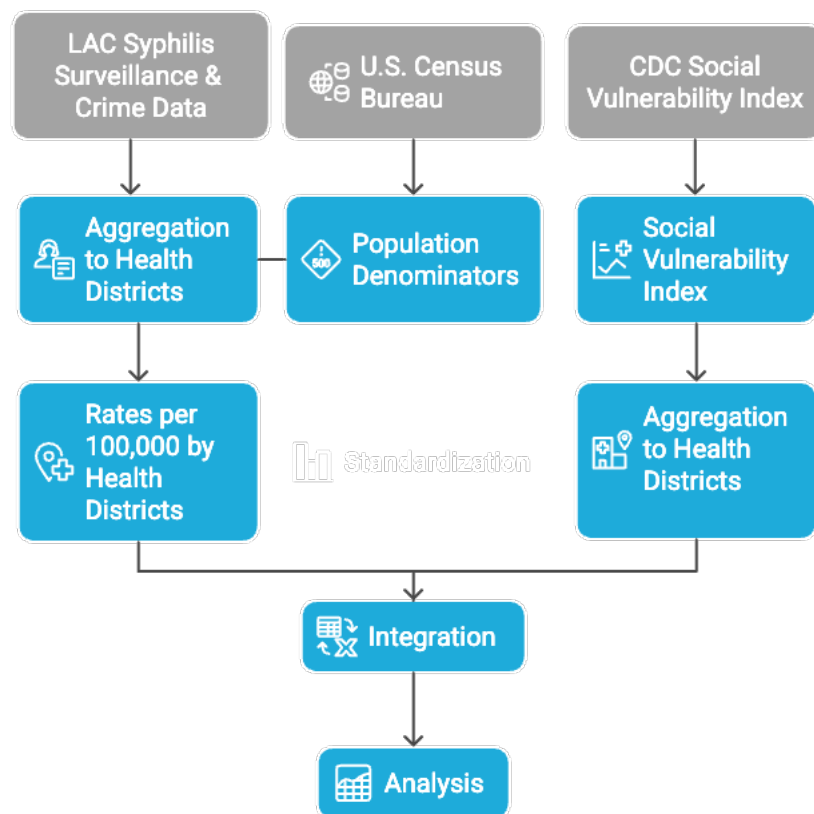 LAC Syphilis
Surveillance &
Crime Data
U.S. Census
Bureau
CDC Social
Vulnerability Index
Aggregation
to Health
Districts
500
Population
Denominators
Social
Vulnerability
Index
Rates per
100,000 by
Health
Districts
Standardization
Aggregation
to Health
Districts
Integration
Analysis